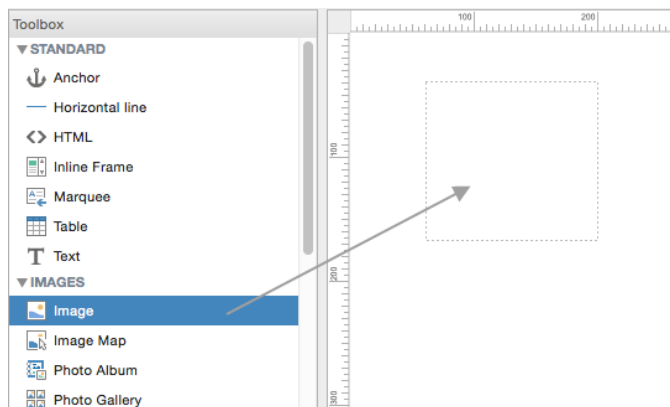 Toolbox
STANDARD
Anchor
Horizontal line
HTML
Inline Frame
Marquee
Table
Text
IMAGES
Image
Image Map
Photo Album
Photo Gallery
100
200
100
200
300